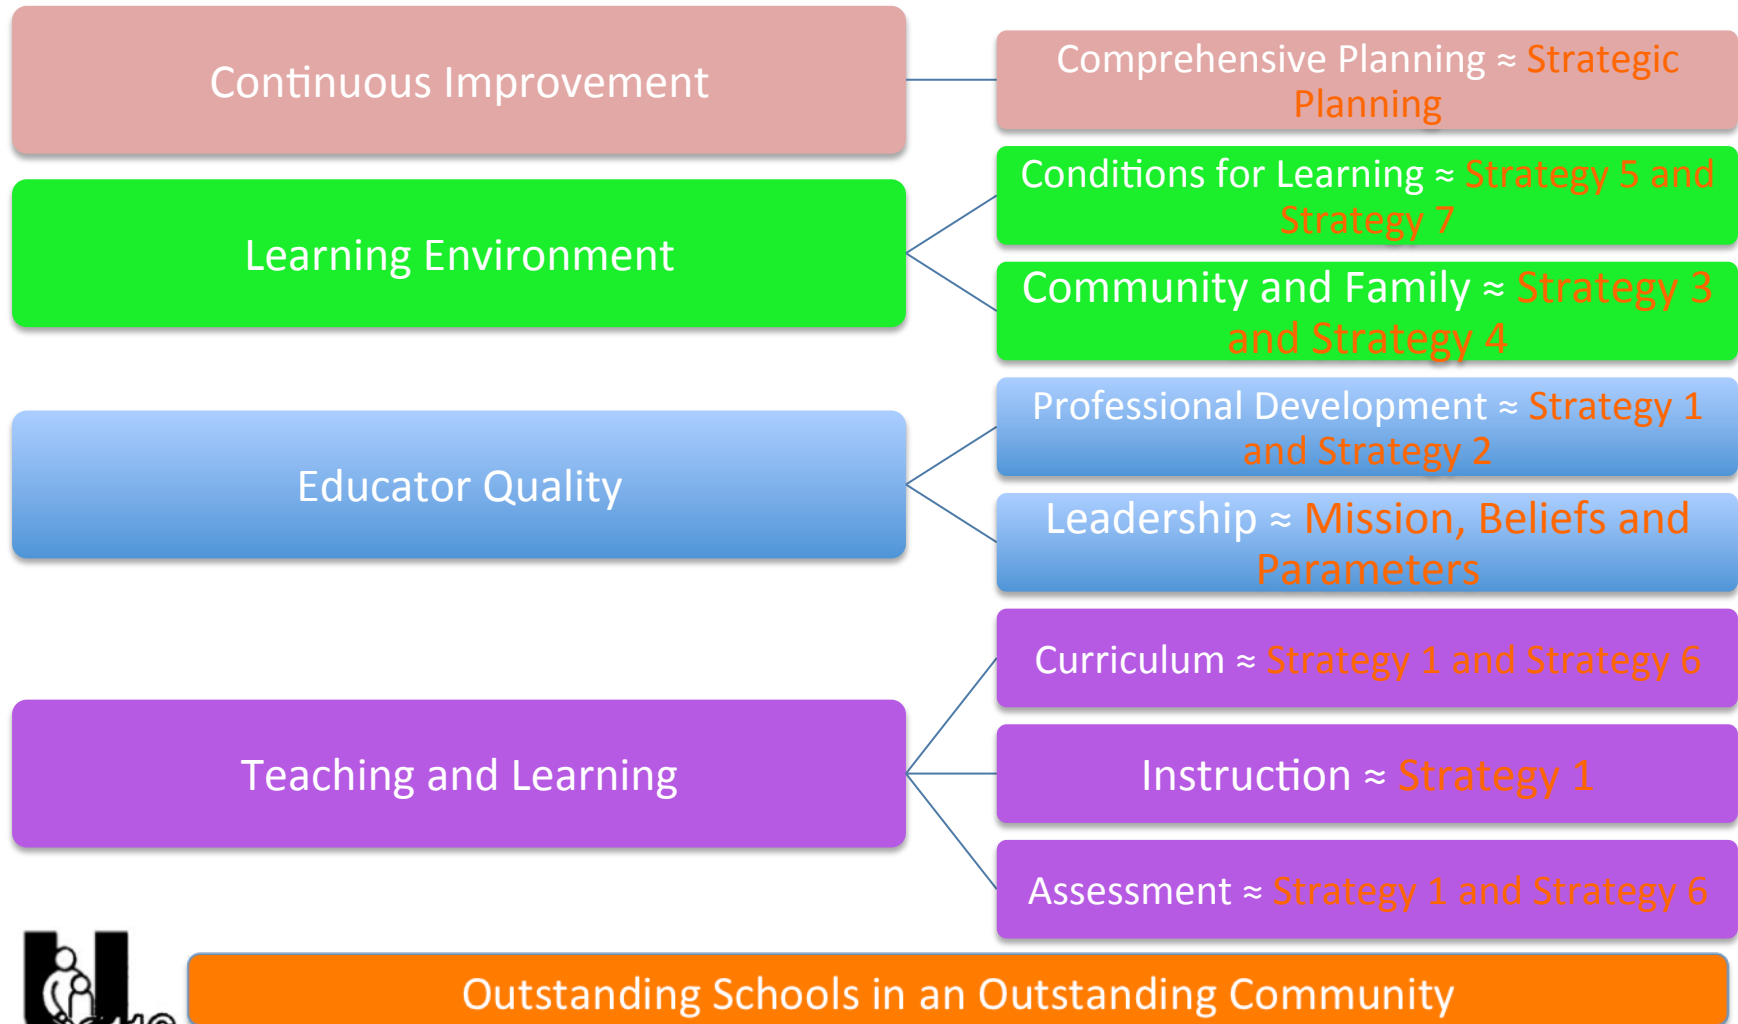 Continuous Improvement
Comprehensive Planning ≈ Strategic
Planning
Learning Environment
Conditions for Learning ≈ Strategy 5 and
Strategy 7
Community and Family ≈ Strategy 3
and Strategy 4
Educator Quality
Professional Development ≈ Strategy 1
and Strategy 2
Leadership ≈ Mission, Beliefs and
Parameters
Teaching and Learning
Curriculum ≈ Strategy 1 and Strategy 6
Instruction ≈ Strategy 1
Assessment ≈ Strategy 1 and Strategy 6
U
Outstanding Schools in an Outstanding Community